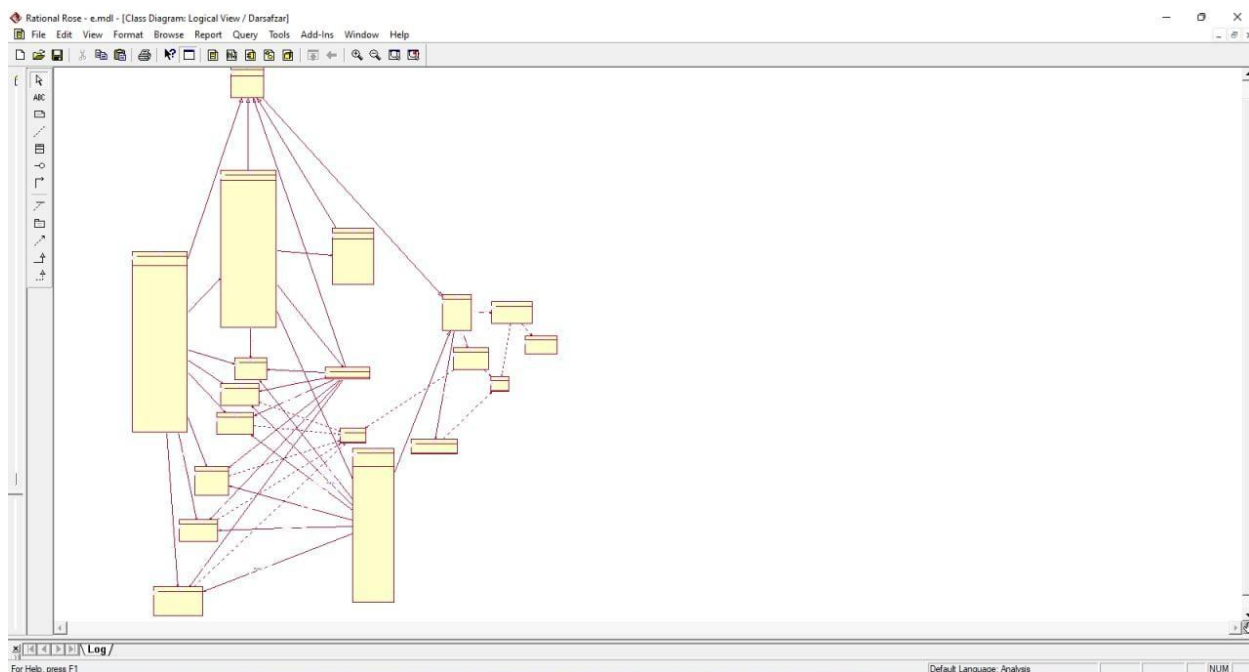 Rational Rose - e.mdl - [Class Diagram: Logical View / Darsafzar]
File Edit View Format Browse Report Query Tools Add-Ins Window Help
ABC
Log
For Help, press F1
Default Language: Analysis
NUM